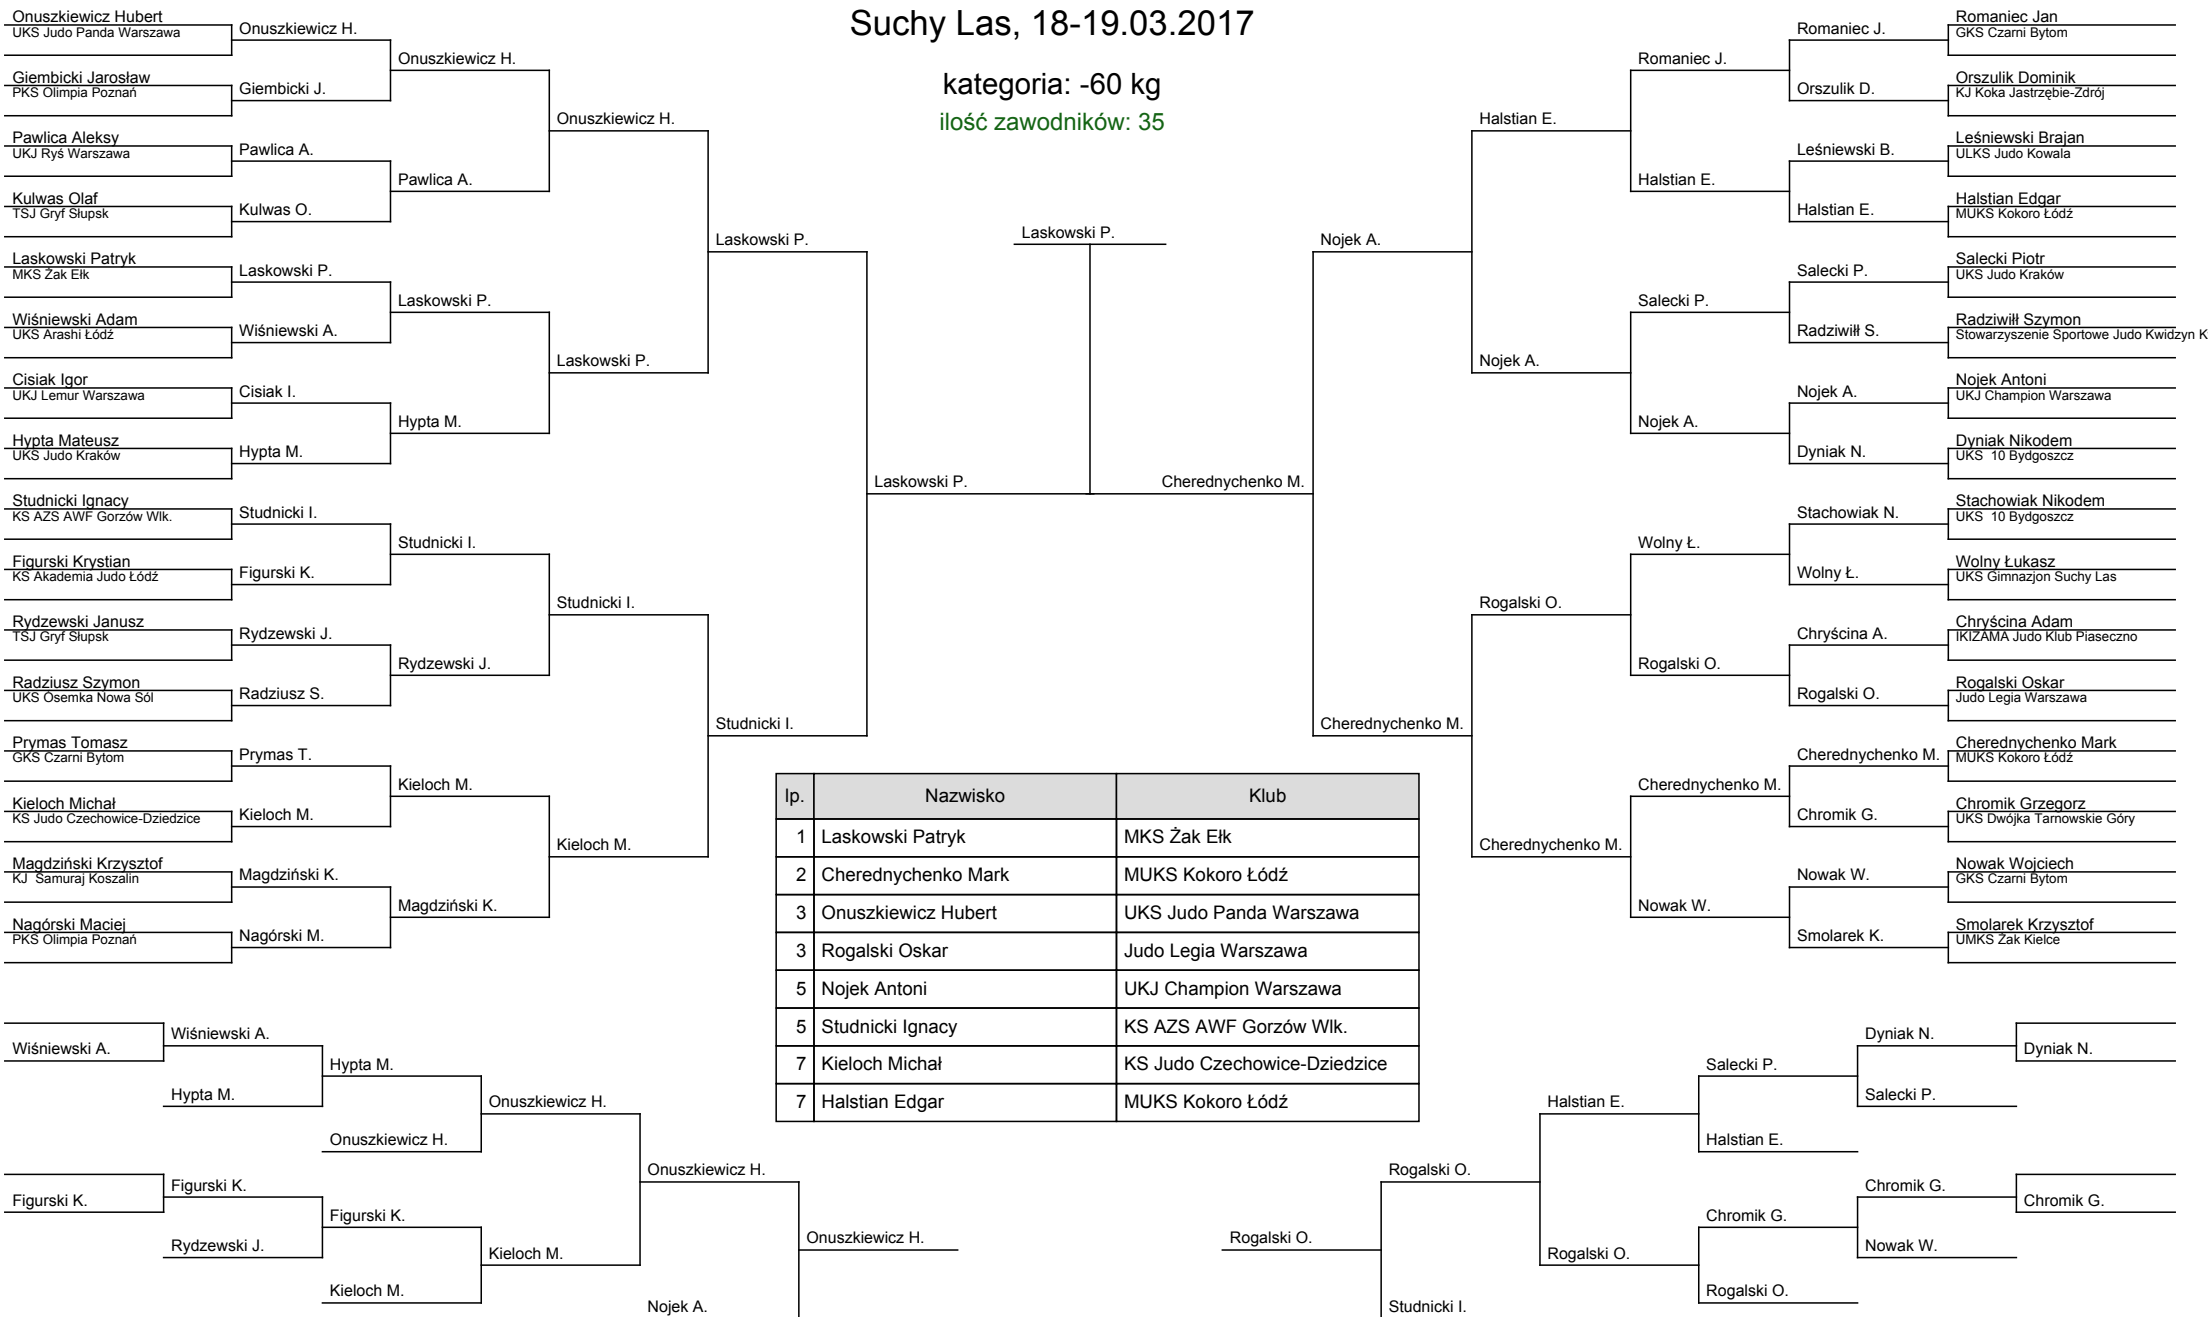 Suchy Las, 18-19.03.2017
kategoria: -60 kg
ilość zawodników: 35
Onuszkiewicz Hubert
UKS Judo Panda Warszawa
Giembicki Jarosław
PKS Olimpia Poznań
Pawlica Aleksy
UKJ Ryś Warszawa
Kulwas Olaf
TSJ Gryf Słupsk
Laskowski Patryk
MKS Żak Ełk
Wiśniewski Adam
UKS Arashi Łódź
Cisiak Igor
UKJ Lemur Warszawa
Hypta Mateusz
UKS Judo Kraków
Studnicki Ignacy
KS AZS AWF Gorzów Wlk.
Figurski Krystian
KS Akademia Judo Łódź
Rydzewski Janusz
TSJ Gryf Słupsk
Radziusz Szymon
UKS Ósemka Nowa Sól
Prymas Tomasz
GKS Czarni Bytom
Kieloch Michał
KS Judo Czechowice-Dziedzice
Magdziński Krzysztof
KJ  Samuraj Koszalin
Nagórski Maciej
PKS Olimpia Poznań
Onuszkiewicz H.
Giembicki J.
Pawlica A.
Kulwas O.
Laskowski P.
Wiśniewski A.
Cisiak I.
Hypta M.
Studnicki I.
Figurski K.
Rydzewski J.
Radziusz S.
Prymas T.
Kieloch M.
Magdziński K.
Nagórski M.
Onuszkiewicz H.
Pawlica A.
Laskowski P.
Hypta M.
Studnicki I.
Rydzewski J.
Kieloch M.
Magdziński K.
Onuszkiewicz H.
Laskowski P.
Studnicki I.
Kieloch M.
Laskowski P.
Studnicki I.
Laskowski P.
Laskowski P.
Cherednychenko M.
Nojek A.
Cherednychenko M.
Halstian E.
Nojek A.
Rogalski O.
Cherednychenko M.
Romaniec J.
Halstian E.
Salecki P.
Nojek A.
Wolny Ł.
Rogalski O.
Cherednychenko M.
Nowak W.
Romaniec J.
Orszulik D.
Leśniewski B.
Halstian E.
Salecki P.
Radziwiłł S.
Nojek A.
Dyniak N.
Stachowiak N.
Wolny Ł.
Chryścina A.
Rogalski O.
Cherednychenko M.
Chromik G.
Nowak W.
Smolarek K.
Romaniec Jan
GKS Czarni Bytom
Orszulik Dominik
KJ Koka Jastrzębie-Zdrój
Leśniewski Brajan
ULKS Judo Kowala
Halstian Edgar
MUKS Kokoro Łódź
Salecki Piotr
UKS Judo Kraków
Radziwiłł Szymon
Stowarzyszenie Sportowe Judo Kwidzyn K
Nojek Antoni
UKJ Champion Warszawa
Dyniak Nikodem
UKS  10 Bydgoszcz
Stachowiak Nikodem
UKS  10 Bydgoszcz
Wolny Łukasz
UKS Gimnazjon Suchy Las
Chryścina Adam
IKIZAMA Judo Klub Piaseczno
Rogalski Oskar
Judo Legia Warszawa
Cherednychenko Mark
MUKS Kokoro Łódź
Chromik Grzegorz
UKS Dwójka Tarnowskie Góry
Nowak Wojciech
GKS Czarni Bytom
Smolarek Krzysztof
UMKS Żak Kielce
lp. Nazwisko Klub
1 Laskowski Patryk MKS Żak Ełk
2 Cherednychenko Mark MUKS Kokoro Łódź
3 Onuszkiewicz Hubert UKS Judo Panda Warszawa
3 Rogalski Oskar Judo Legia Warszawa
5 Nojek Antoni UKJ Champion Warszawa
5 Studnicki Ignacy KS AZS AWF Gorzów Wlk.
7 Kieloch Michał KS Judo Czechowice-Dziedzice
7 Halstian Edgar MUKS Kokoro Łódź
Wiśniewski A.
Figurski K.
Wiśniewski A.
Hypta M.
Figurski K.
Rydzewski J.
Hypta M.
Onuszkiewicz H.
Figurski K.
Kieloch M.
Onuszkiewicz H.
Kieloch M.
Onuszkiewicz H.
Nojek A.
Onuszkiewicz H.
Rogalski O.
Rogalski O.
Studnicki I.
Halstian E.
Rogalski O.
Salecki P.
Halstian E.
Chromik G.
Rogalski O.
Dyniak N.
Salecki P.
Chromik G.
Nowak W.
Dyniak N.
Chromik G.